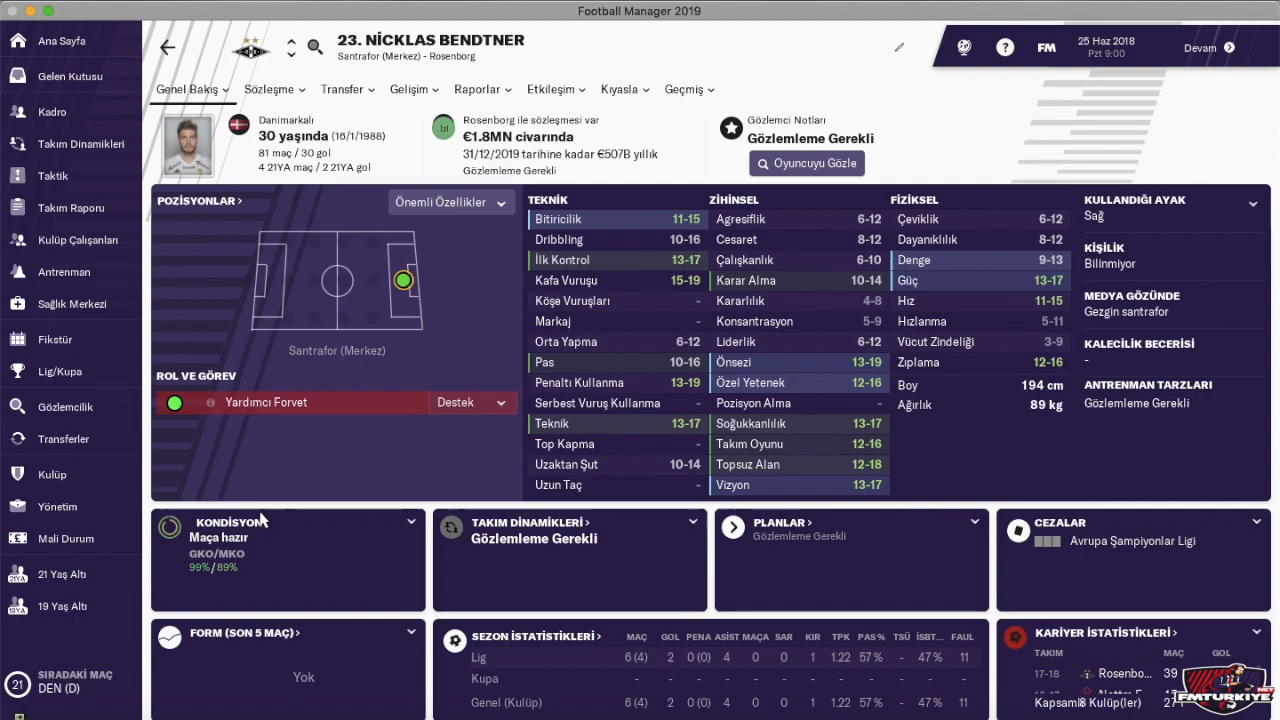 Football Manager 2019
Ana Sayfa
Gelen Kutusu
Kadro
Takım Dinamikleri
Taktik
Takım Raporu
Kulüp Çalışanları
Antrenman
Sağlık Merkezi
Fikstür
Lig/Kupa
Gözlemcilik
Transferler
Kulüp
Yönetim
Mali Durum
21YA 21 Yaş Altı
19YA 19 Yaş Altı
SIRADAKİ MAÇ
21 DEN (D)
23. NİCKLAS BENDTNER
Santrafor (Merkez) - Rosenborg
FM
25 Haz 2018
Pzt 9:00
Devam
Genel Bakış Sözleşme Transfer Gelişim Raporlar Etkileşim Kıyasla Geçmiş
Danimarkalı
30 yaşında (16/1/1988)
81 maç / 30 gol
4 21YA maç / 2 21YA gol
İzl
Rosenborg ile sözleşmesi var
€1.8MN civarında
31/12/2019 tarihine kadar €507B yıllık
Gözlemleme Gerekli
Gözlemci Notları
Gözlemleme Gerekli
Oyuncuyu Gözle
POZİSYONLAR >
Önemli Özellikler
Santrafor (Merkez)
ROL VE GÖREV
Yardımcı Forvet Destek
TEKNİK
Bitiricilik 11-15
Dribbling 10-16
İlk Kontrol 13-17
Kafa Vuruşu 15-19
Köşe Vuruşları -
Markaj -
Orta Yapma 6-12
Pas 10-16
Penaltı Kullanma 13-19
Serbest Vuruş Kullanma -
Teknik 13-17
Top Kapma -
Uzaktan Şut 10-14
Uzun Taç -
ZİHİNSEL
Agresiflik 6-12
Cesaret 8-12
Çalışkanlık 6-10
Karar Alma 10-14
Kararlılık 4-8
Konsantrasyon 5-9
Liderlik 6-12
Önsezi 13-19
Özel Yetenek 12-16
Pozisyon Alma -
Soğukkanlılık 13-17
Takım Oyunu 12-16
Topsuz Alan 12-18
Vizyon 13-17
FİZİKSEL
Çeviklik 6-12
Dayanıklılık 8-12
Denge 9-13
Güç 13-17
Hız 11-15
Hızlanma 5-11
Vücut Zindeliği 3-9
Zıplama 12-16
Boy 194 cm
Ağırlık 89 kg
KULLANDIĞI AYAK
Sağ
KİŞİLİK
Bilinmiyor
MEDYA GÖZÜNDE
Gezgin santrafor
KALECİLİK BECERİSİ
-
ANTRENMAN TARZLARI
Gözlemleme Gerekli
KONDİSYON
Maça hazır
GKO/MKO
99%/89%
TAKIM DİNAMİKLERİ >
Gözlemleme Gerekli
PLANLAR >
Gözlemleme Gerekli
CEZALAR
Avrupa Şampiyonlar Ligi
FORM (SON 5 MAÇ) >
Yok
SEZON İSTATİSTİKLERİ > MAÇ GOL PENA ASİST MAÇA SAR KIR TPK PAS% TSÜ İSBT... FAUL
Lig 6 (4) 2 0 (0) 4 0 0 1 1.22 57 % - 47 % 11
Kupa - - - - - - - - - - - -
Genel (Kulüp) 6 (4) 2 0 (0) 4 0 0 1 1.22 57 % - 47 % 11
KARİYER İSTATİSTİKLERİ >
TAKIM MAÇ GOL
17-18 Rosenbo... 39
Kapsamlı
Kulüp(ler)
FMTURKIYE.NET